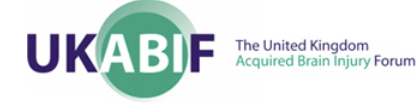 UKABIF
The United Kingdom
Acquired Brain Injury Forum